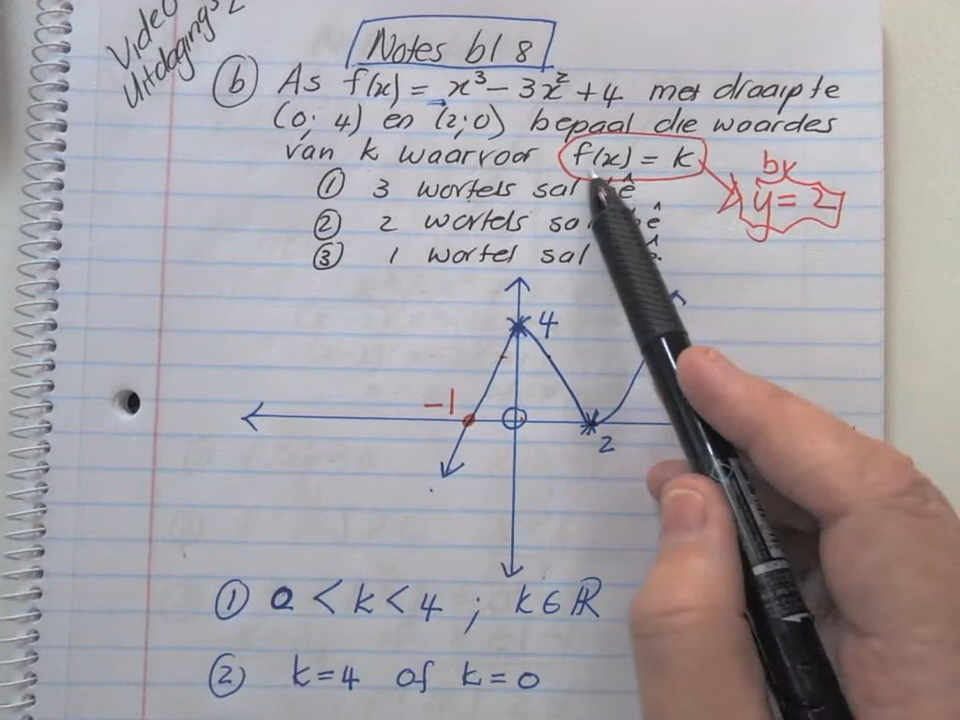 Video
Uitdagings 2
Notes bl 8
(b) As f(x) = x³ - 3x² + 4 met draaipte
(0; 4) en (2; 0) bepaal die waardes
van k waarvoor f(x) = k
bv
y = 2
① 3 wortels sal hê
② 2 wortels sal hê
③ 1 wortel sal
4
-1
2
① 0 < k < 4 ; k∈ℝ
② k = 4 of k = 0